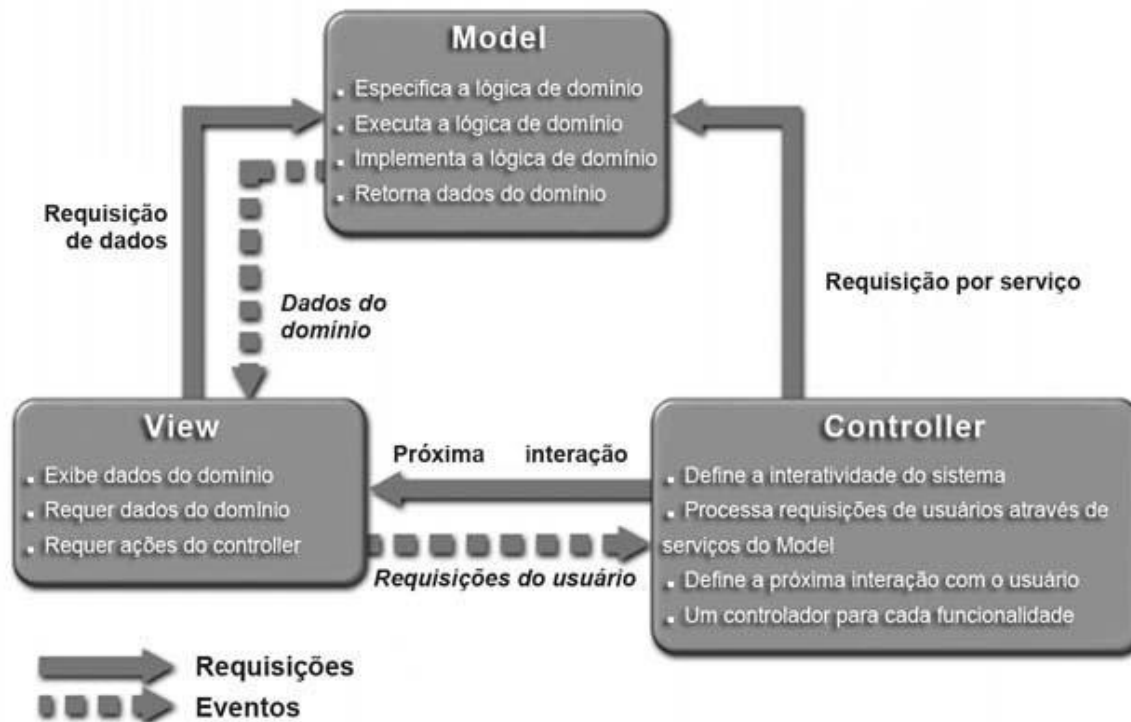 Model
▪ Especifica a lógica de domínio
▪ Executa a lógica de domínio
▪ Implementa a lógica de domínio
▪ Retorna dados do domínio
Requisição
de dados
Dados do
domínio
Requisição por serviço
View
▪ Exibe dados do domínio
▪ Requer dados do domínio
▪ Requer ações do controller
Próxima interação
Requisições do usuário
Controller
▪ Define a interatividade do sistema
▪ Processa requisições de usuários através de
serviços do Model
▪ Define a próxima interação com o usuário
▪ Um controlador para cada funcionalidade
Requisições
Eventos